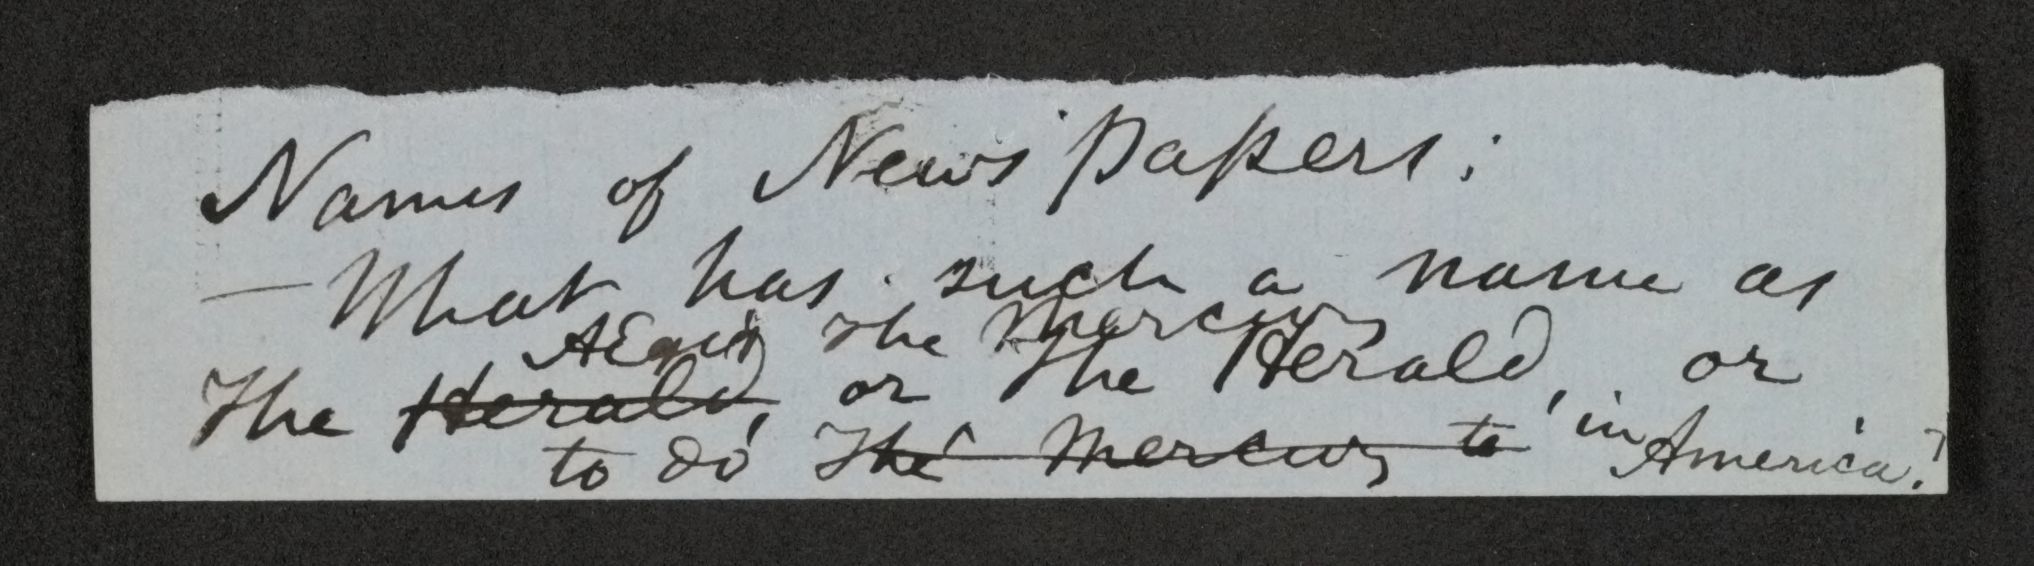 Names of News papers:
— What has such a name as
AEgis, The Mercury
The Herald, or The Herald, or
to do The Mercury to in America?